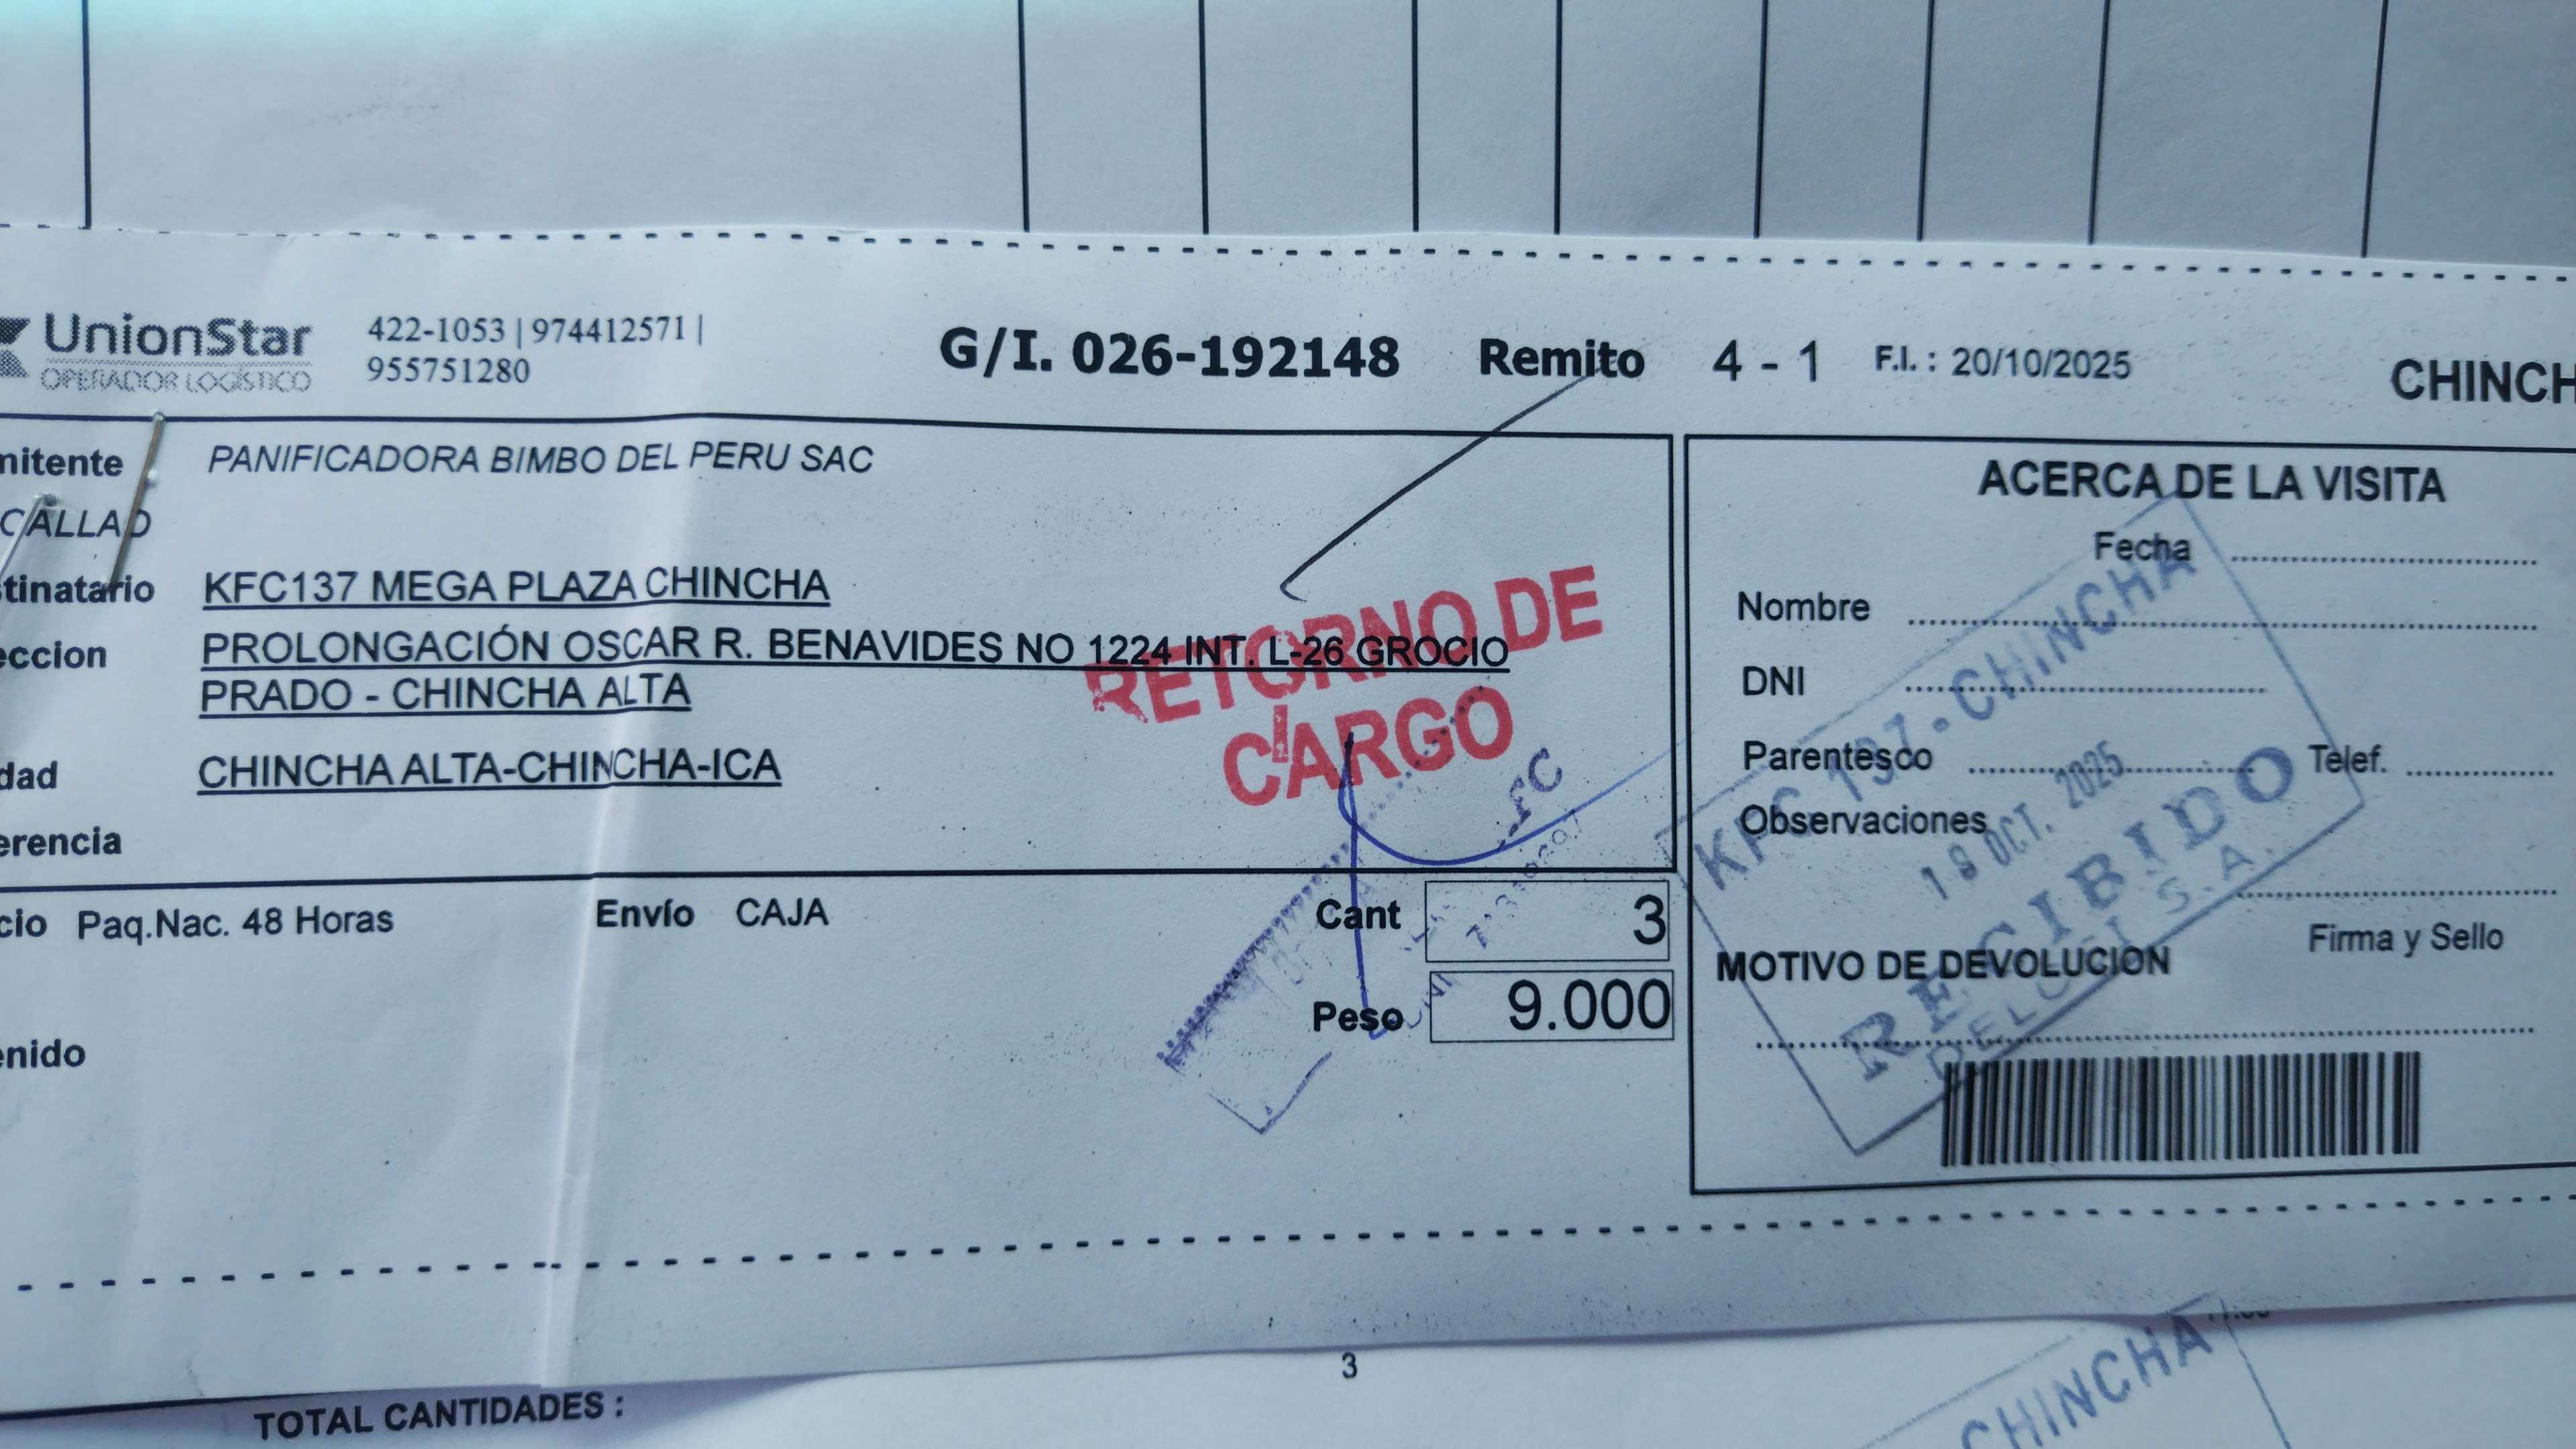 UnionStar
OPERADOR LOGÍSTICO
422-1053 | 974412571 |
955751280
G/I. 026-192148 Remito 4 - 1 F.I. : 20/10/2025
CHINCH
mitente PANIFICADORA BIMBO DEL PERU SAC
CALLAO
stinatario KFC137 MEGA PLAZA CHINCHA
eccion PROLONGACIÓN OSCAR R. BENAVIDES NO 1224 INT. L-26 GROCIO
PRADO - CHINCHA ALTA
dad CHINCHA ALTA-CHINCHA-ICA
erencia
RETORNO DE
CARGO
cio Paq.Nac. 48 Horas Envío CAJA
Cant 3
Peso 9.000
enido
ACERCA DE LA VISITA
Fecha
Nombre
DNI
Parentesco Telef.
Observaciones
Firma y Sello
MOTIVO DE DEVOLUCION
KFC 137 - CHINCHA
OCT. 2025
RECIBIDO
S.A.
FC
3
TOTAL CANTIDADES :
CHINCHA